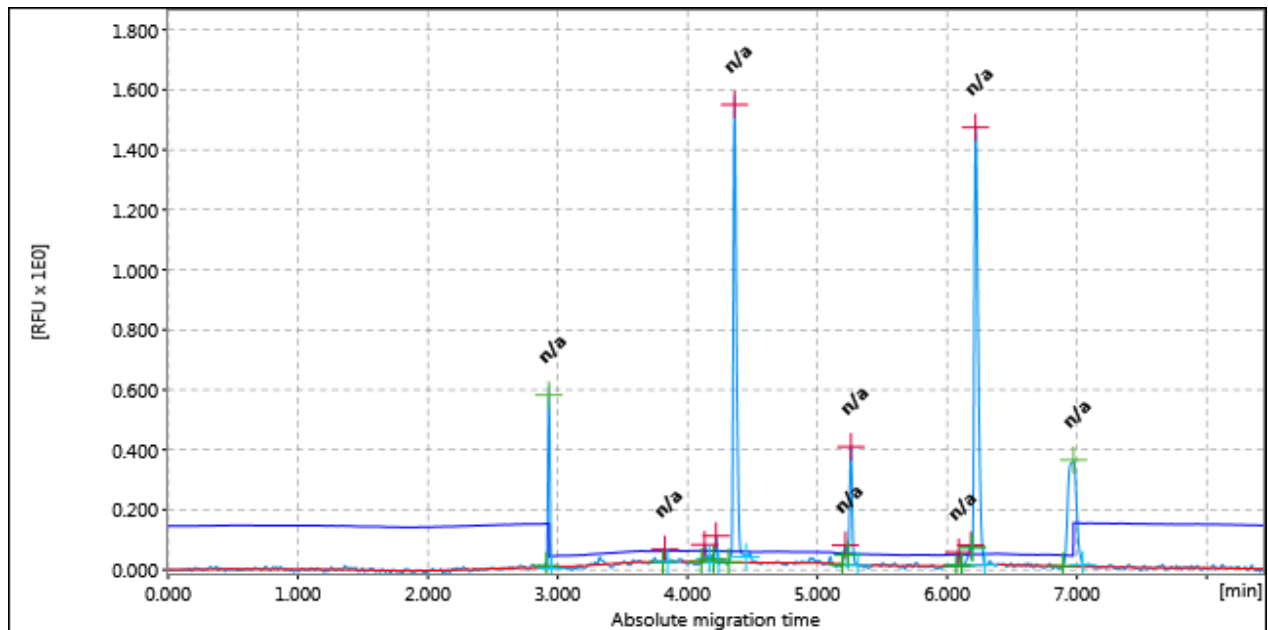 1.800
n/a
n/a
1.600
1.400
1.200
[RFU x 1E0]
1.000
0.800
n/a
0.600
n/a
n/a
0.400
n/a
n/a
n/a
0.200
0.000
0.000 1.000 2.000 3.000 4.000 5.000 6.000 7.000 [min]
Absolute migration time